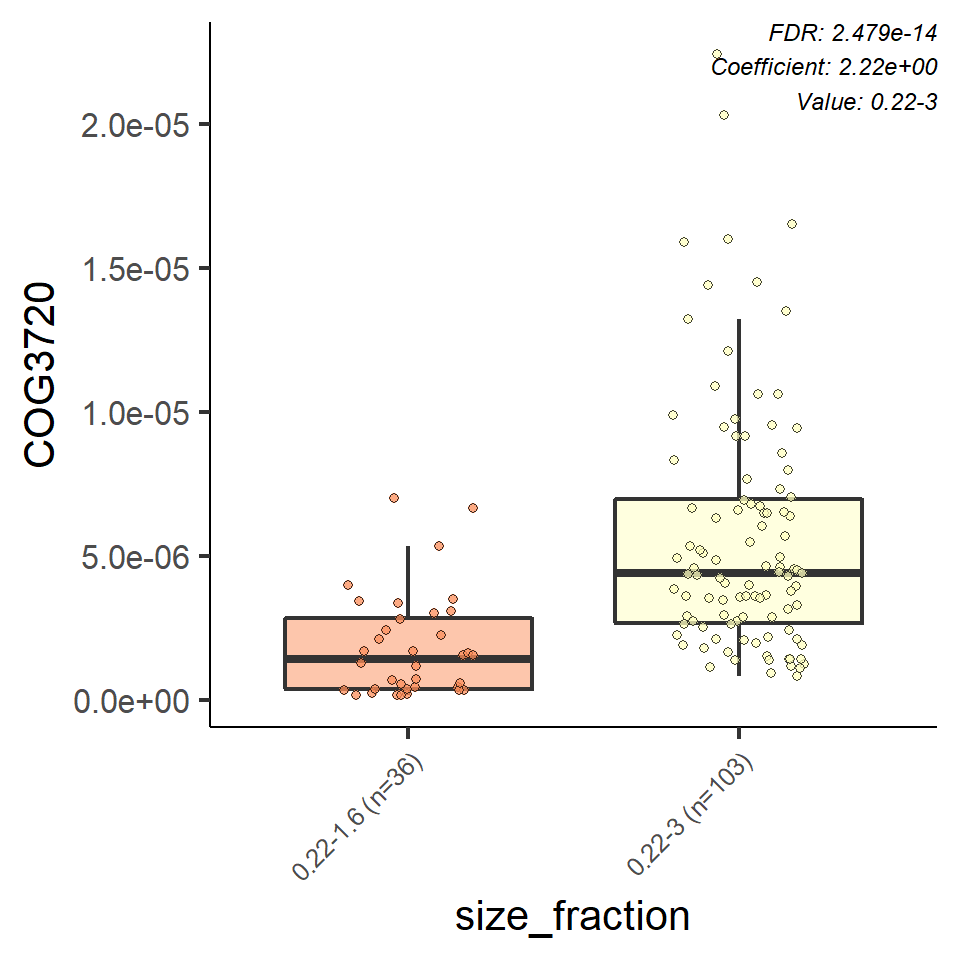 FDR: 2.479e-14
Coefficient: 2.22e+00
Value: 0.22-3
2.0e-05
1.5e-05
1.0e-05
5.0e-06
0.0e+00
COG3720
0.22-1.6 (n=36)
0.22-3 (n=103)
size_fraction